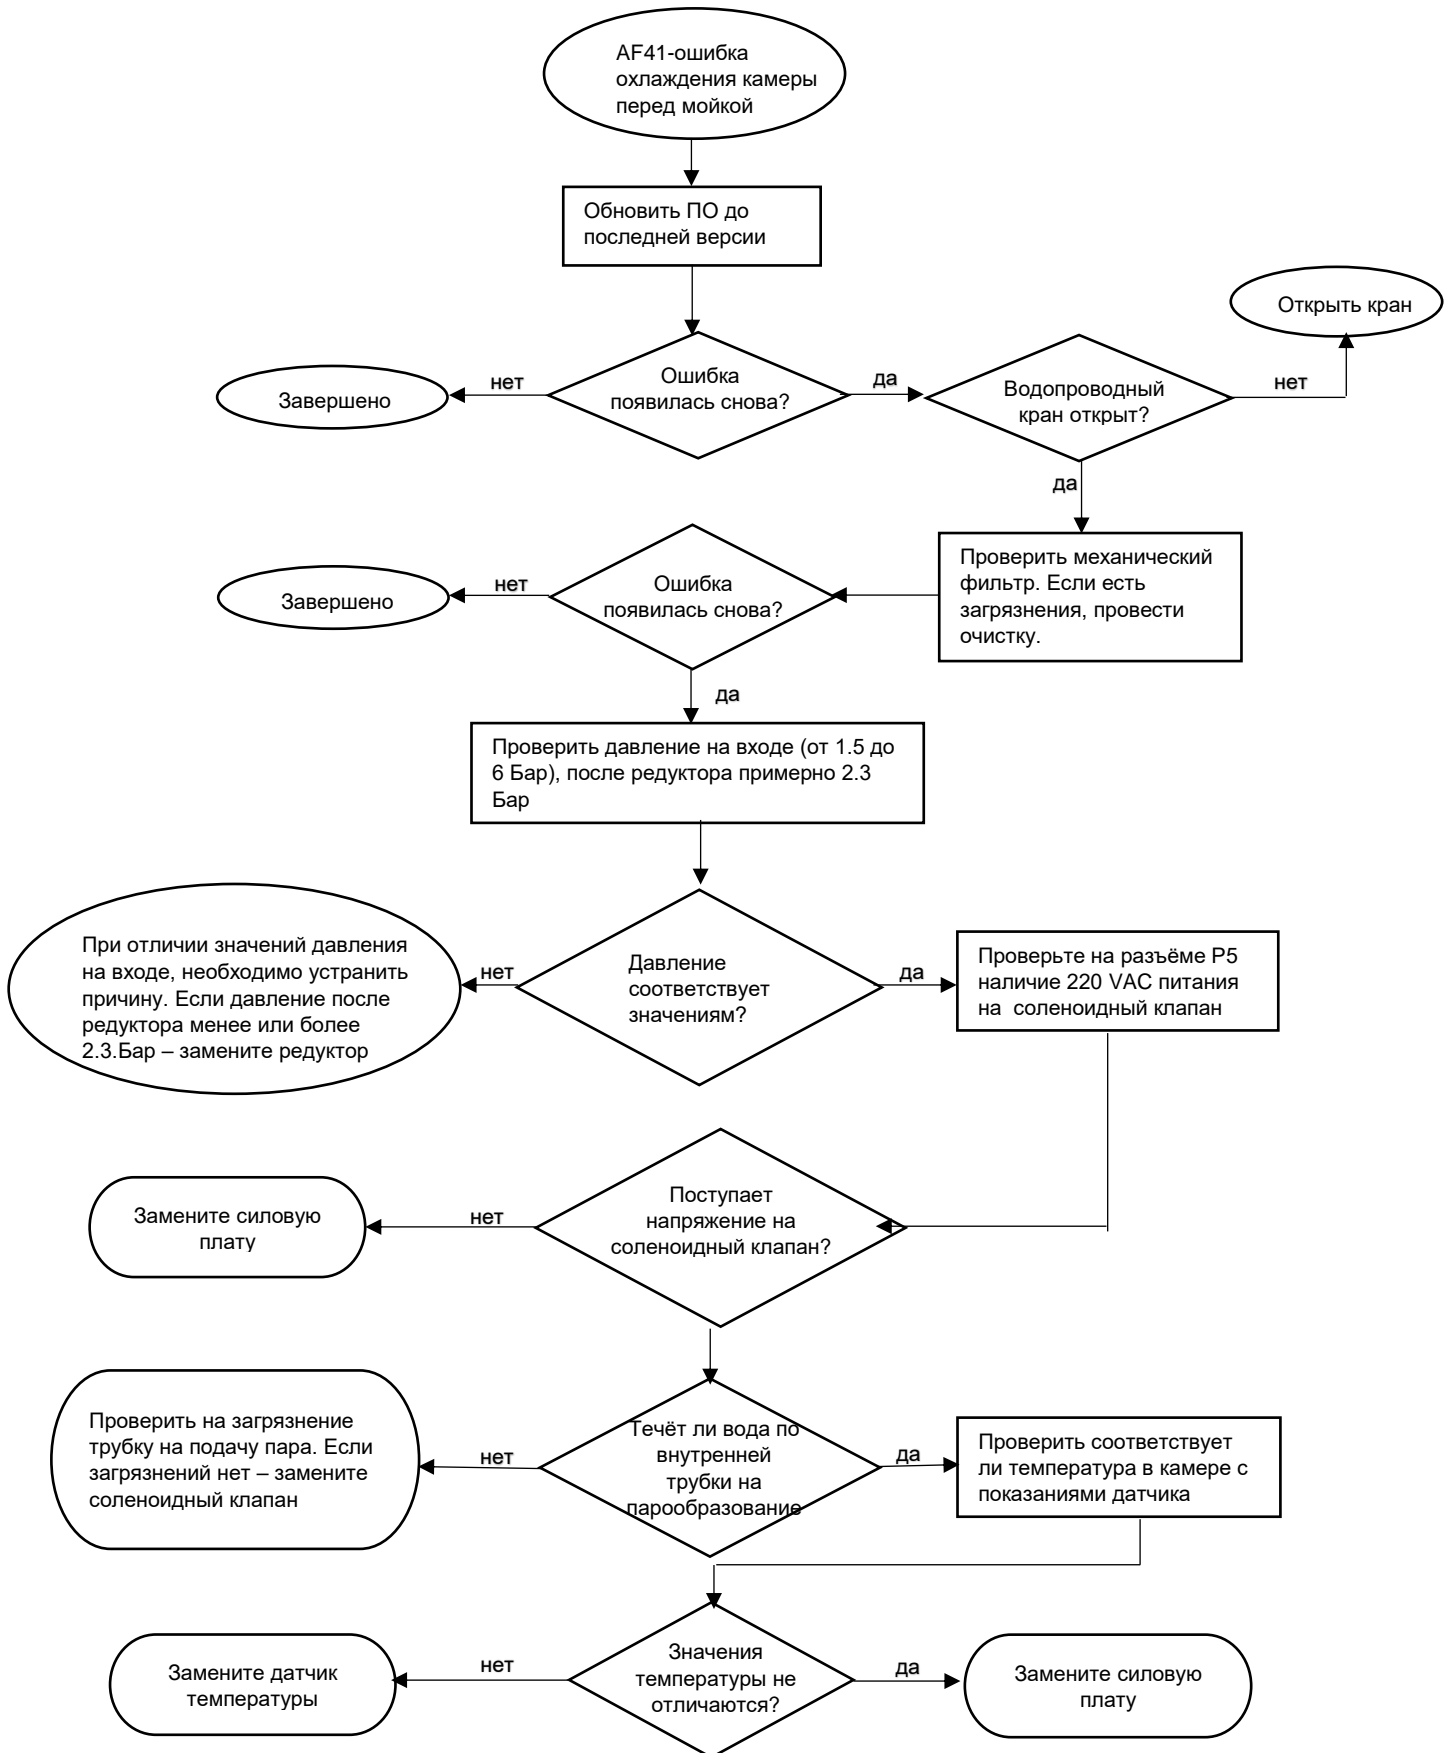 AF41-ошибка
охлаждения камеры
перед мойкой
Обновить ПО до
последней версии
Открыть кран
Завершено
нет
Ошибка
появилась снова?
да
Водопроводный
кран открыт?
нет
да
Завершено
нет
Ошибка
появилась снова?
Проверить механический
фильтр. Если есть
загрязнения, провести
очистку.
да
Проверить давление на входе (от 1.5 до
6 Бар), после редуктора примерно 2.3
Бар
При отличии значений давления
на входе, необходимо устранить
причину. Если давление после
редуктора менее или более
2.3.Бар – замените редуктор
нет
Давление
соответствует
значениям?
да
Проверьте на разъёме P5
наличие 220 VAC питания
на соленоидный клапан
Замените силовую
плату
нет
Поступает
напряжение на
соленоидный клапан?
Проверить на загрязнение
трубку на подачу пара. Если
загрязнений нет – замените
соленоидный клапан
нет
Течёт ли вода по
внутренней
трубки на
парообразование
да
Проверить соответствует
ли температура в камере с
показаниями датчика
Замените датчик
температуры
нет
Значения
температуры не
отличаются?
да
Замените силовую
плату